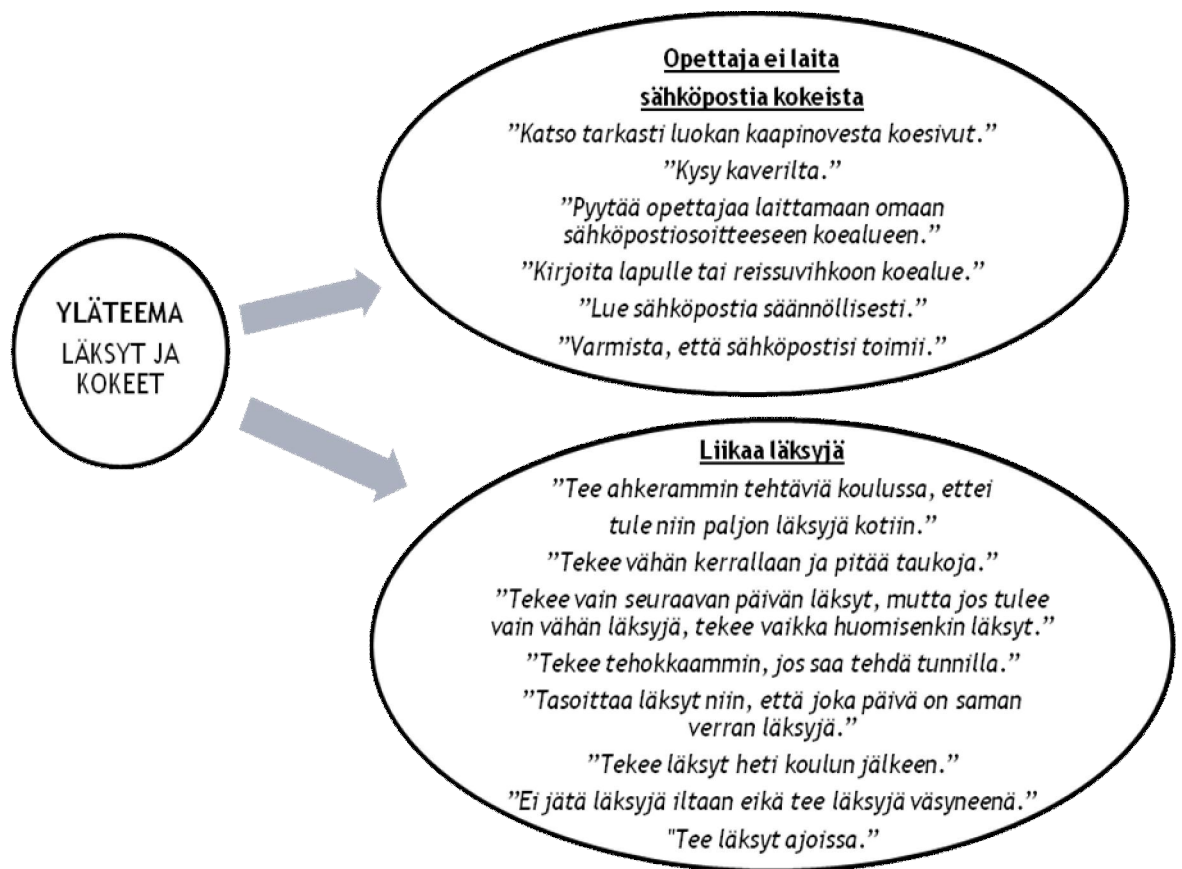 YLÄTEEMA
LÄKSYT JA
KOKEET
Opettaja ei laita
sähköpostia kokeista
”Katso tarkasti luokan kaapinovesta koesivut.”
”Kysy kaverilta.”
”Pyytää opettajaa laittamaan omaan
sähköpostiosoitteeseen koealueen.”
”Kirjoita lapulle tai reissuvihkoon koealue.”
”Lue sähköpostia säännöllisesti.”
”Varmista, että sähköpostisi toimii.”
Liikaa läksyjä
”Tee ahkerammin tehtäviä koulussa, ettei
tule niin paljon läksyjä kotiin.”
”Tekee vähän kerrallaan ja pitää taukoja.”
”Tekee vain seuraavan päivän läksyt, mutta jos tulee
vain vähän läksyjä, tekee vaikka huomisenkin läksyt.”
”Tekee tehokkaammin, jos saa tehdä tunnilla.”
”Tasoittaa läksyt niin, että joka päivä on saman
verran läksyjä.”
”Tekee läksyt heti koulun jälkeen.”
”Ei jätä läksyjä iltaan eikä tee läksyjä väsyneenä.”
"Tee läksyt ajoissa.”